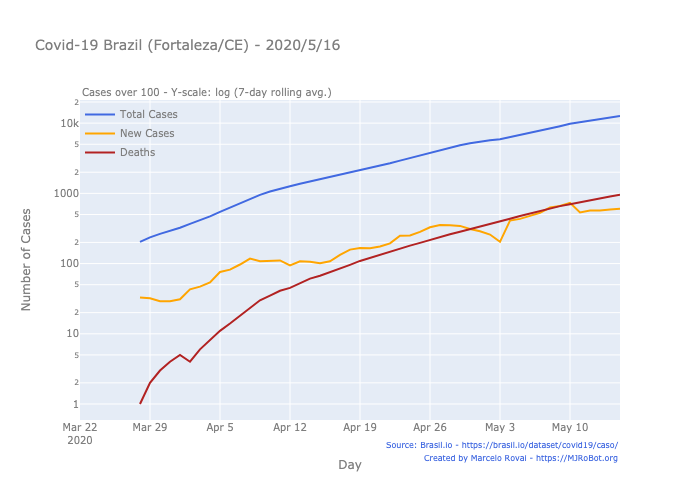 Covid-19 Brazil (Fortaleza/CE) - 2020/5/16
Cases over 100 - Y-scale: log (7-day rolling avg.)
Total Cases
New Cases
Deaths
Number of Cases
2
10k
5
2
1000
5
2
100
5
2
10
5
2
1
Mar 22
2020
Mar 29
Apr 5
Apr 12
Apr 19
Apr 26
May 3
May 10
Day
Source: Brasil.io - https://brasil.io/dataset/covid19/caso/
Created by Marcelo Rovai - https://MJRoBot.org